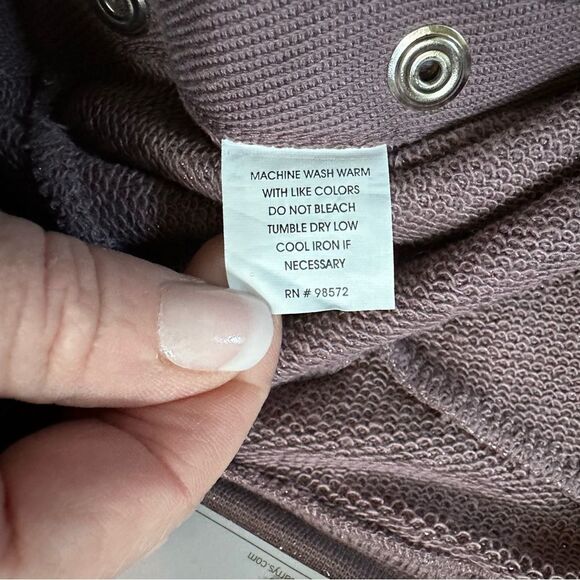 MACHINE WASH WARM
WITH LIKE COLORS
DO NOT BLEACH
TUMBLE DRY LOW
COOL IRON IF
NECESSARY
RN # 98572